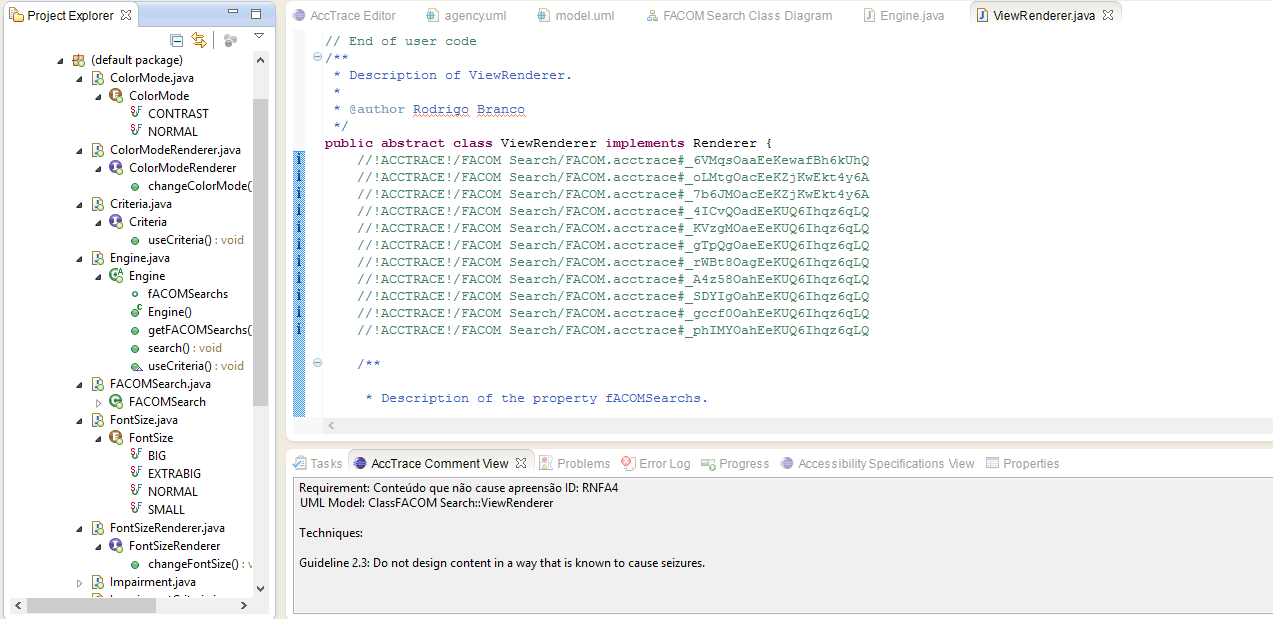 Project Explorer
(default package)
ColorMode.java
ColorMode
CONTRAST
NORMAL
ColorModeRenderer.java
ColorModeRenderer
changeColorMode(
Criteria.java
Criteria
useCriteria() : void
Engine.java
Engine
fACOMSearchs
Engine()
getFACOMSearchs(
search() : void
useCriteria() : void
FACOMSearch.java
FACOMSearch
FontSize.java
FontSize
BIG
EXTRABIG
NORMAL
SMALL
FontSizeRenderer.java
FontSizeRenderer
changeFontSize() : v
Impairment.java
AccTrace Editor
agency.uml
model.uml
FACOM Search Class Diagram
Engine.java
ViewRenderer.java
// End of user code
/**
* Description of ViewRenderer.
*
* @author Rodrigo Branco
*/
public abstract class ViewRenderer implements Renderer {
//!ACCTRACE!/FACOM Search/FACOM.acctrace#_6VMqsOaaEeKewafBh6kUhQ
//!ACCTRACE!/FACOM Search/FACOM.acctrace#_oLMtgOacEeKZjKwEkt4y6A
//!ACCTRACE!/FACOM Search/FACOM.acctrace#_7b6JMOacEeKZjKwEkt4y6A
//!ACCTRACE!/FACOM Search/FACOM.acctrace#_4ICvQOadEeKUQ6Ihqz6qLQ
//!ACCTRACE!/FACOM Search/FACOM.acctrace#_KVzgMOaeEeKUQ6Ihqz6qLQ
//!ACCTRACE!/FACOM Search/FACOM.acctrace#_gTpQgOaeEeKUQ6Ihqz6qLQ
//!ACCTRACE!/FACOM Search/FACOM.acctrace#_rWBt8OagEeKUQ6Ihqz6qLQ
//!ACCTRACE!/FACOM Search/FACOM.acctrace#_A4z58OahEeKUQ6Ihqz6qLQ
//!ACCTRACE!/FACOM Search/FACOM.acctrace#_SDYIgOahEeKUQ6Ihqz6qLQ
//!ACCTRACE!/FACOM Search/FACOM.acctrace#_gccf0OahEeKUQ6Ihqz6qLQ
//!ACCTRACE!/FACOM Search/FACOM.acctrace#_phIMYOahEeKUQ6Ihqz6qLQ
/**
* Description of the property fACOMSearchs.
Tasks
AccTrace Comment View
Problems
Error Log
Progress
Accessibility Specifications View
Properties
Requirement: Conteúdo que não cause apreensão ID: RNFA4
UML Model: ClassFACOM Search::ViewRenderer
Techniques:
Guideline 2.3: Do not design content in a way that is known to cause seizures.